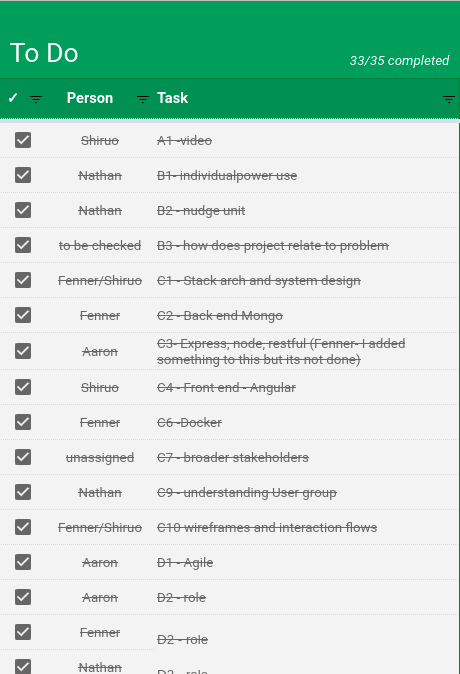 To Do
33/35 completed
✓ Person Task
Shiruo A1 -video
Nathan B1- individualpower use
Nathan B2 - nudge unit
to be checked B3 - how does project relate to problem
Fenner/Shiruo C1 - Stack arch and system design
Fenner C2 - Back end Mongo
Aaron C3- Express, node, restful (Fenner- I added
something to this but its not done)
Shiruo C4 - Front end - Angular
Fenner C6 -Docker
unassigned C7 - broader stakeholders
Nathan C9 - understanding User group
Fenner/Shiruo C10 wireframes and interaction flows
Aaron D1 - Agile
Aaron D2 - role
Fenner D2 - role
Nathan D2 - role